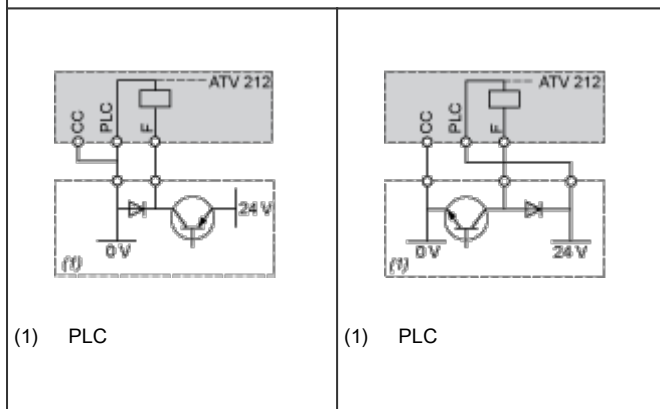 ATV 212
CC
PLC
F
24 V
0 V
(1)
(1) PLC
ATV 212
CC
PLC
F
0 V
24 V
(1)
(1) PLC